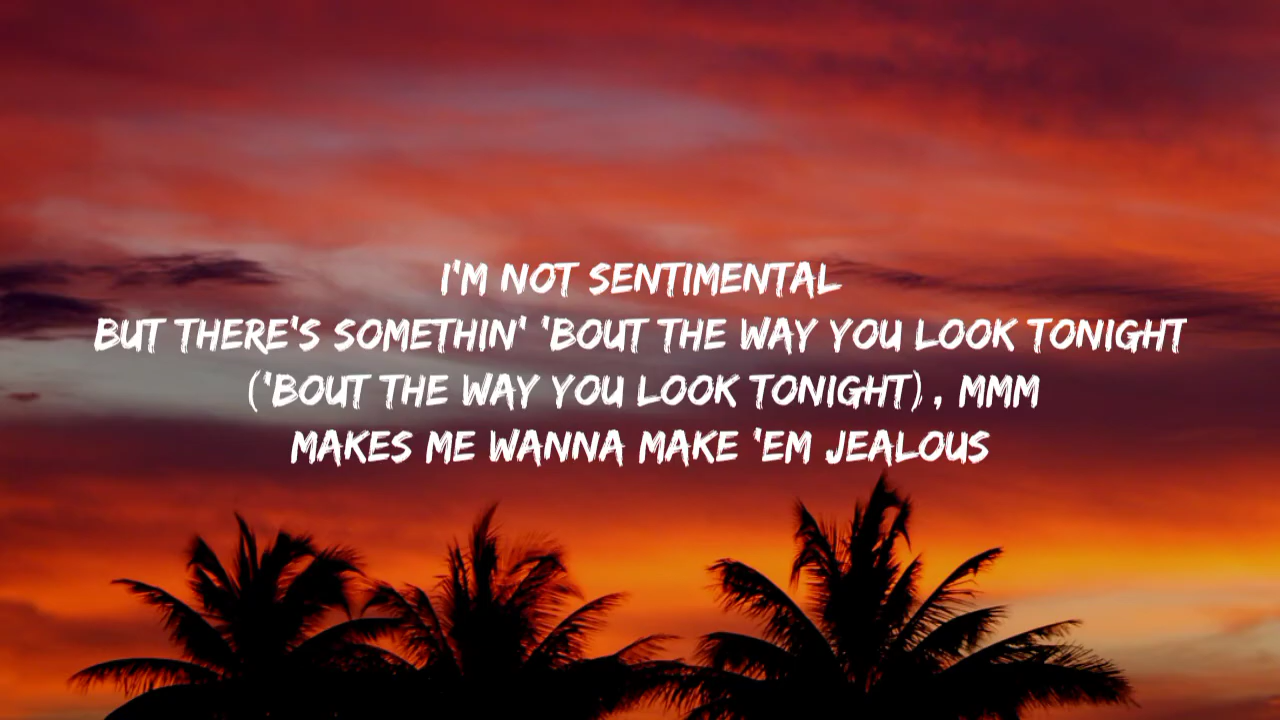 I'M NOT SENTIMENTAL
BUT THERE'S SOMETHIN' 'BOUT THE WAY YOU LOOK TONIGHT
('BOUT THE WAY YOU LOOK TONIGHT), MMM
MAKES ME WANNA MAKE 'EM JEALOUS